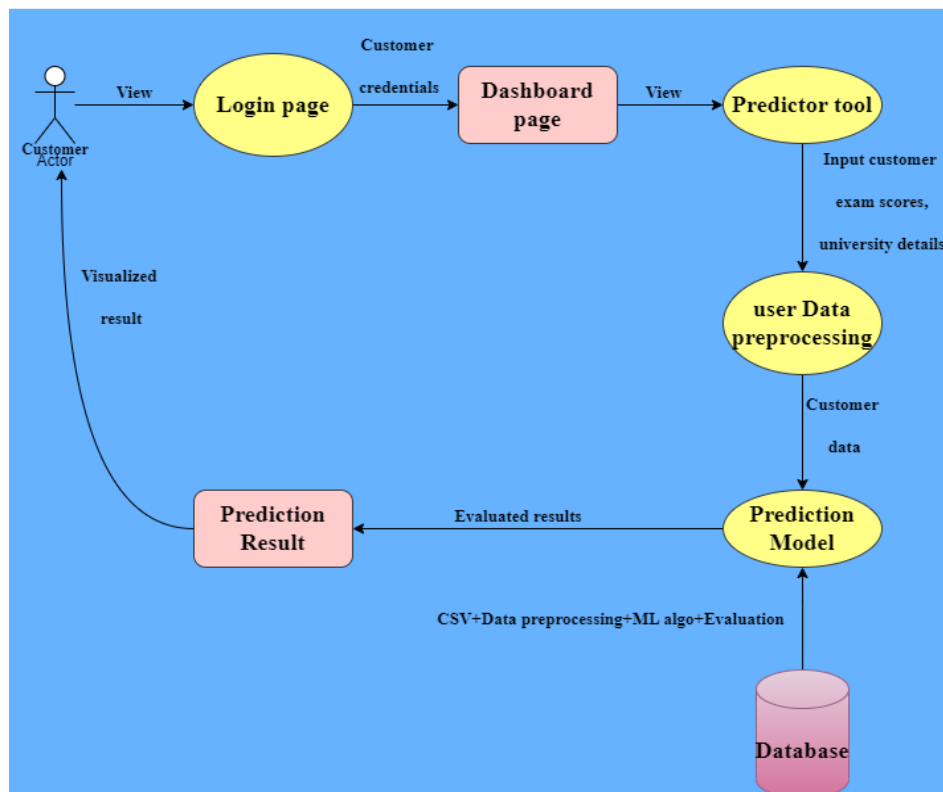 Customer
Actor
View
Login page
Customer
credentials
Dashboard
page
View
Predictor tool
Input customer
exam scores,
university details
user Data
preprocessing
Customer
data
Prediction
Model
CSV+Data preprocessing+ML algo+Evaluation
Database
Evaluated results
Prediction
Result
Visualized
result